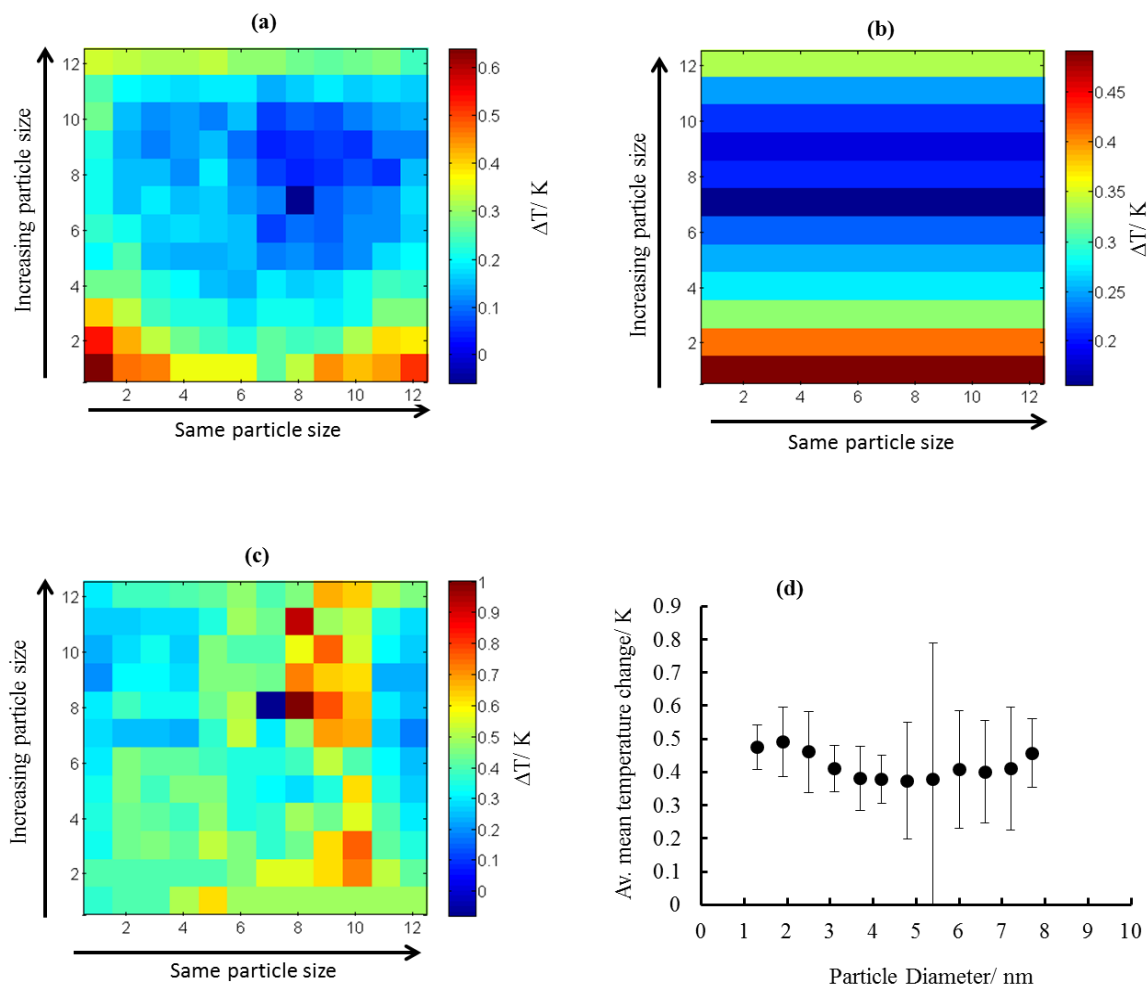 (a)
Increasing particle size
12
10
8
6
4
2
2 4 6 8 10 12
Same particle size
0.6
0.5
0.4
0.3
0.2
0.1
0
ΔT/ K
(b)
Increasing particle size
12
10
8
6
4
2
2 4 6 8 10 12
Same particle size
0.45
0.4
0.35
0.3
0.25
0.2
ΔT/ K
(c)
Increasing particle size
12
10
8
6
4
2
2 4 6 8 10 12
Same particle size
1
0.9
0.8
0.7
0.6
0.5
0.4
0.3
0.2
0.1
0
ΔT/ K
(d)
Av. mean temperature change/ K
0.9
0.8
0.7
0.6
0.5
0.4
0.3
0.2
0.1
0
0 1 2 3 4 5 6 7 8 9 10
Particle Diameter/ nm